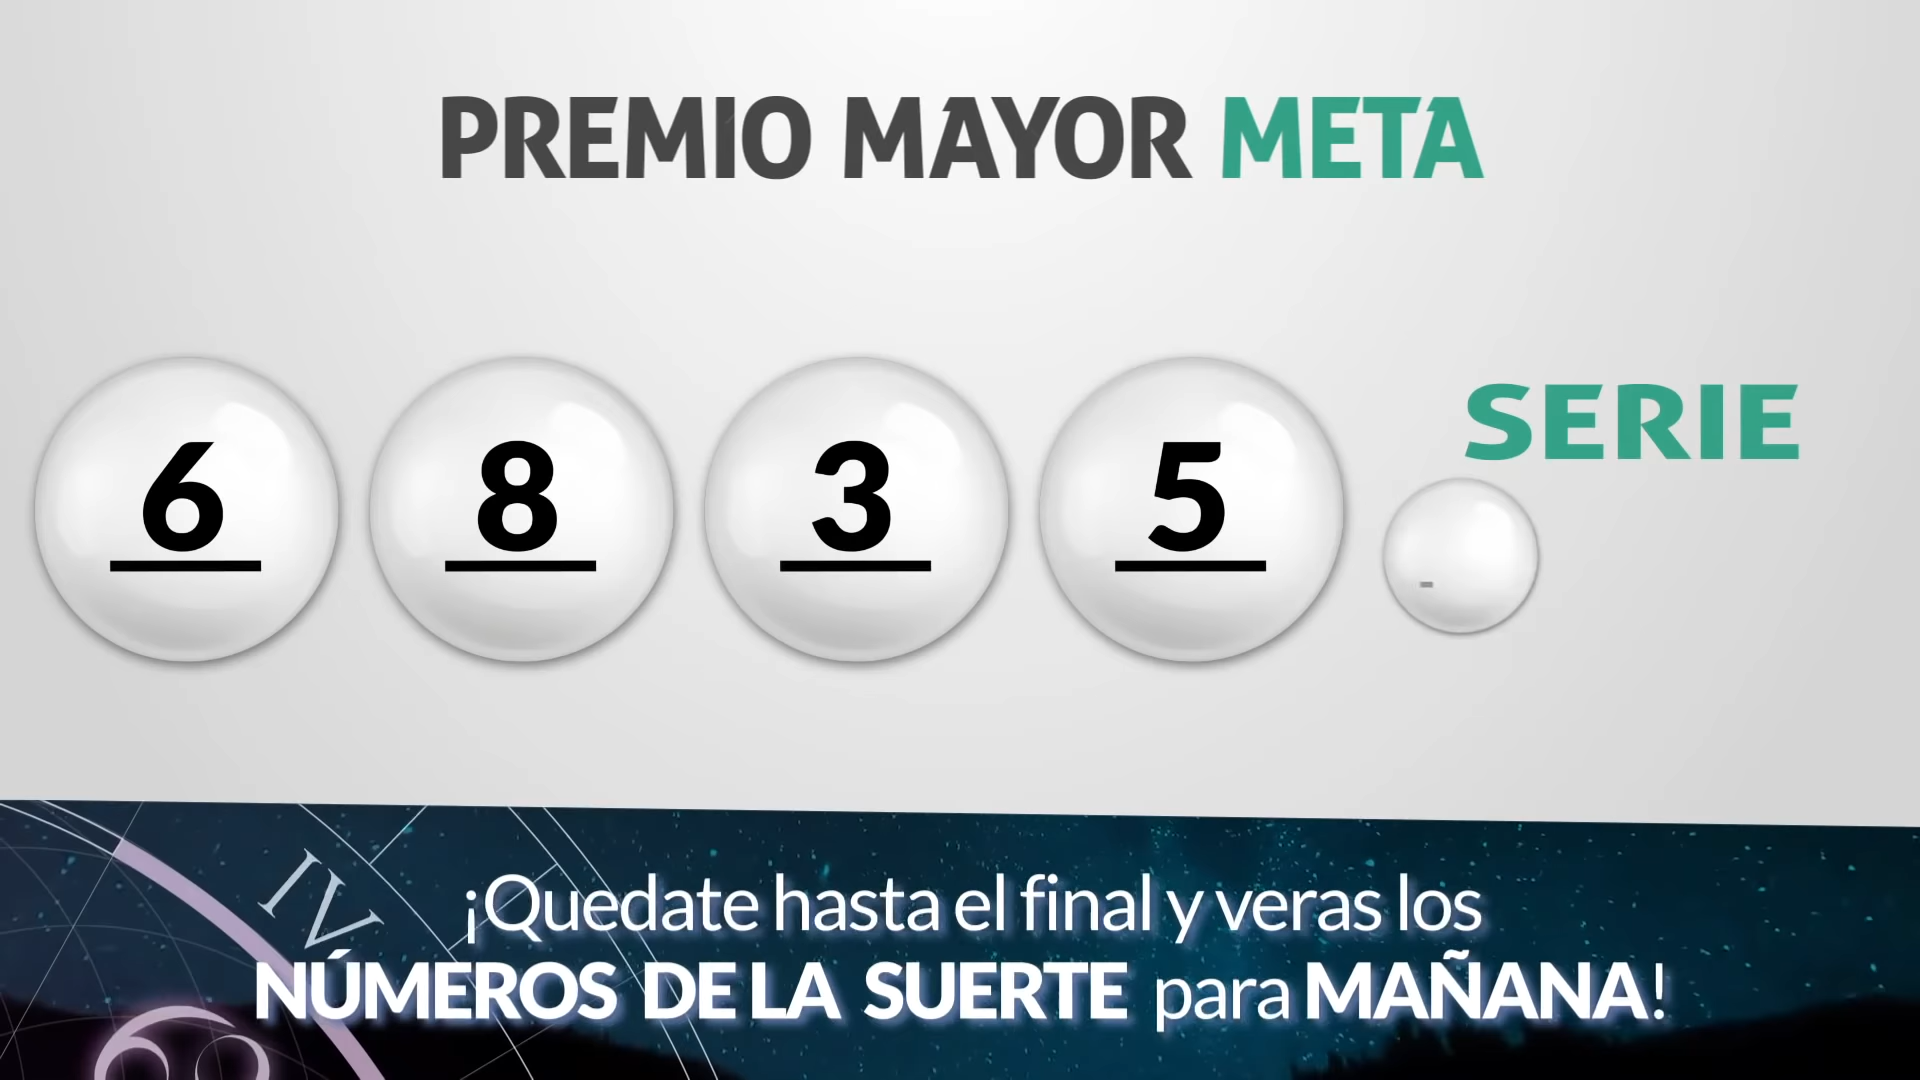 PREMIO MAYOR META
6 8 3 5
SERIE
-
IV
¡Quedate hasta el final y veras los
NÚMEROS DE LA SUERTE para MAÑANA!